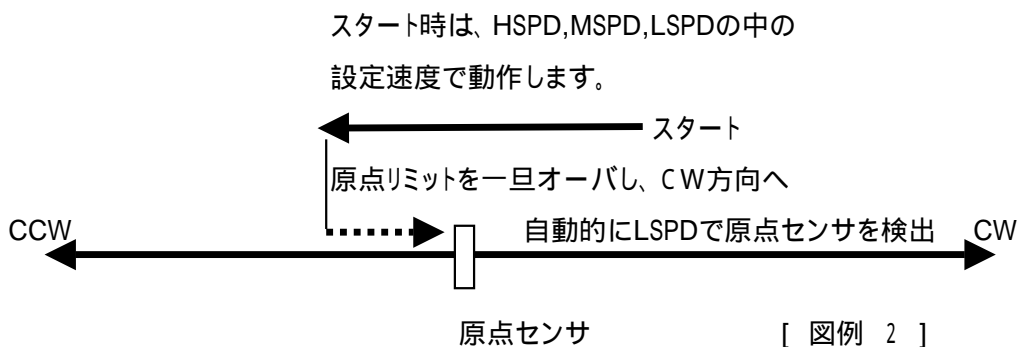 スタート時は、HSPD,MSPD,LSPDの中の
設定速度で動作します。
スタート
原点リミットを一旦オーバし、CW方向へ
CCW
自動的にLSPDで原点センサを検出
CW
原点センサ
[ 図例 2 ]